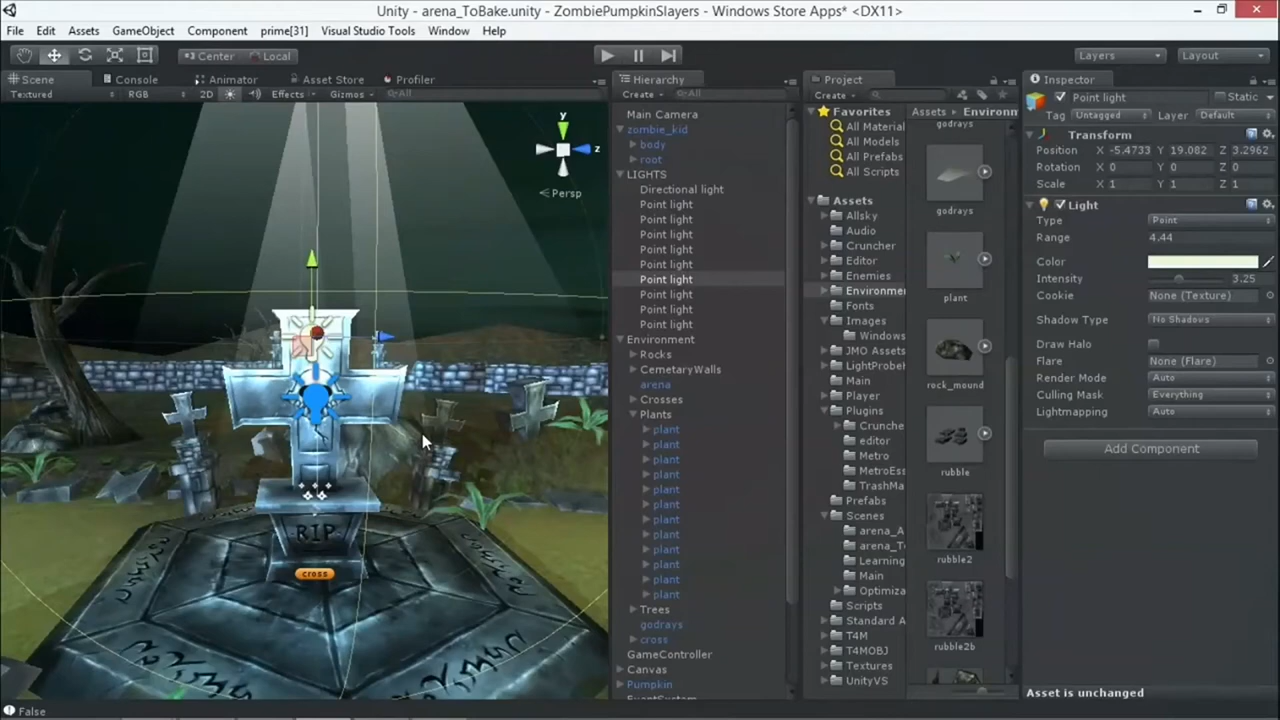 Unity - arena_ToBake.unity - ZombiePumpkinSlayers - Windows Store Apps* <DX11>
File Edit Assets GameObject Component prime[31] Visual Studio Tools Window Help
Center Local Layers Layout
Scene Console Animator Asset Store Profiler
Textured RGB 2D Effects Gizmos All
y
z
Persp
RIP
cross
Hierarchy
Create All
Main Camera
zombie_kid
body
root
LIGHTS
Directional light
Point light
Point light
Point light
Point light
Point light
Point light
Point light
Point light
Point light
Environment
Rocks
CemetaryWalls
arena
Crosses
Plants
plant
plant
plant
plant
plant
plant
plant
plant
plant
plant
plant
plant
Trees
godrays
cross
GameController
Canvas
Pumpkin
EventSystem
Project
Create
Favorites
All Material
All Models
All Prefabs
All Scripts
Assets
Allsky
Audio
Cruncher
Editor
Enemies
Environme
Fonts
Images
Windows
JMO Assets
LightProbe
Main
Player
Plugins
Crunche
editor
Metro
MetroEss
TrashMa
Prefabs
Scenes
arena_A
arena_T
Learning
Main
Optimiza
Scripts
Standard A
T4M
T4MOBJ
Textures
UnityVS
Assets Environm
godrays
godrays
plant
rock_mound
rubble
rubble2
rubble2b
Inspector
Point light Static
Tag Untagged Layer Default
Transform
Position X -5.4733 Y 19.082 Z 3.2962
Rotation X 0 Y 0 Z 0
Scale X 1 Y 1 Z 1
Light
Type Point
Range 4.44
Color
Intensity 3.25
Cookie None (Texture)
Shadow Type No Shadows
Draw Halo
Flare None (Flare)
Render Mode Auto
Culling Mask Everything
Lightmapping Auto
Add Component
Asset is unchanged
False